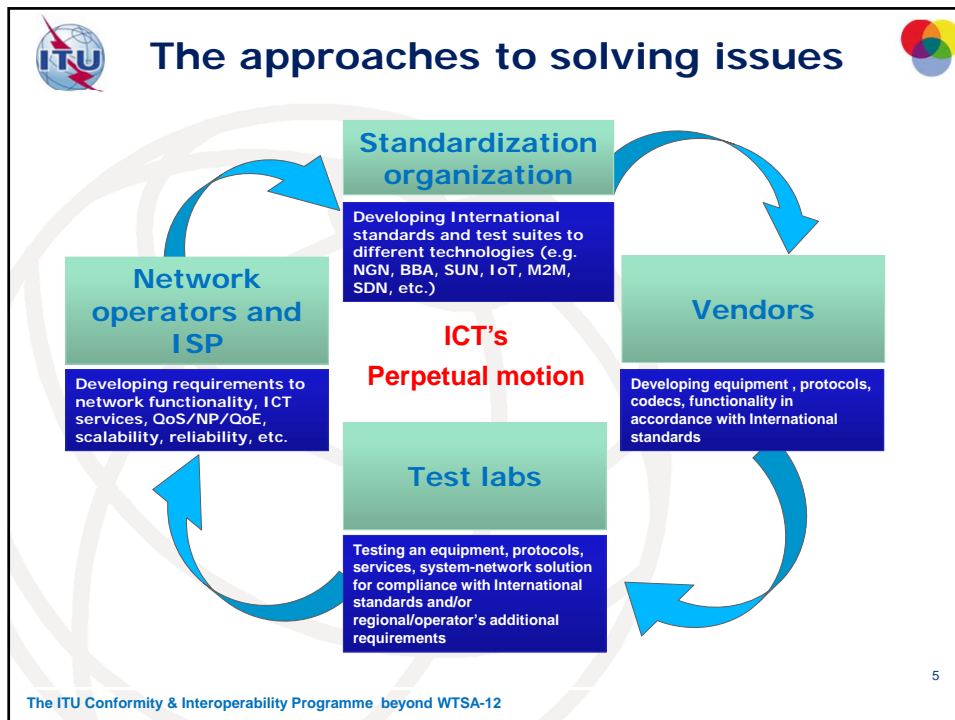 ITU
The approaches to solving issues
Standardization
organization
Developing International
standards and test suites to
different technologies (e.g.
NGN, BBA, SUN, IoT, M2M,
SDN, etc.)
Network
operators and
ISP
Developing requirements to
network functionality, ICT
services, QoS/NP/QoE,
scalability, reliability, etc.
ICT’s
Perpetual motion
Vendors
Developing equipment , protocols,
codecs, functionality in
accordance with International
standards
Test labs
Testing an equipment, protocols,
services, system-network solution
for compliance with International
standards and/or
regional/operator’s additional
requirements
5
The ITU Conformity & Interoperability Programme beyond WTSA-12